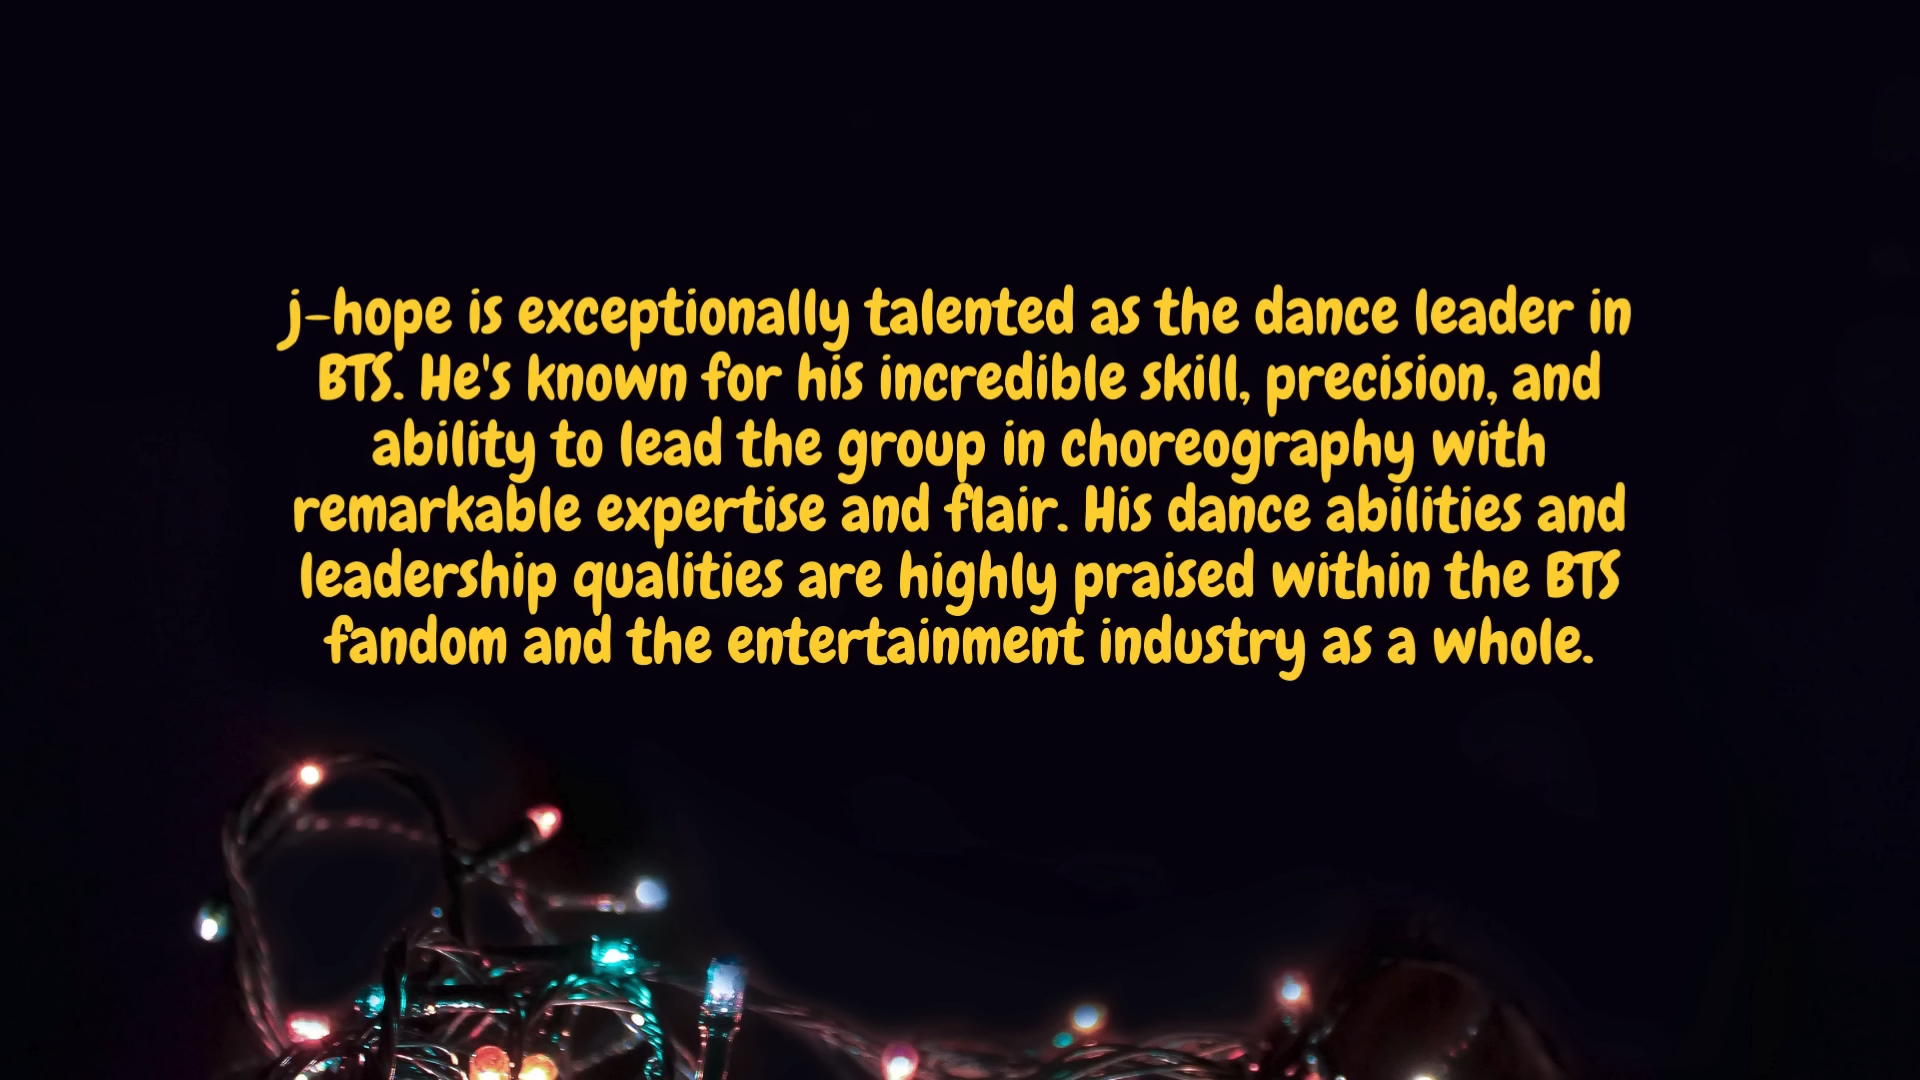 j-hope is exceptionally talented as the dance leader in
BTS. He's known for his incredible skill, precision, and
ability to lead the group in choreography with
remarkable expertise and flair. His dance abilities and
leadership qualities are highly praised within the BTS
fandom and the entertainment industry as a whole.